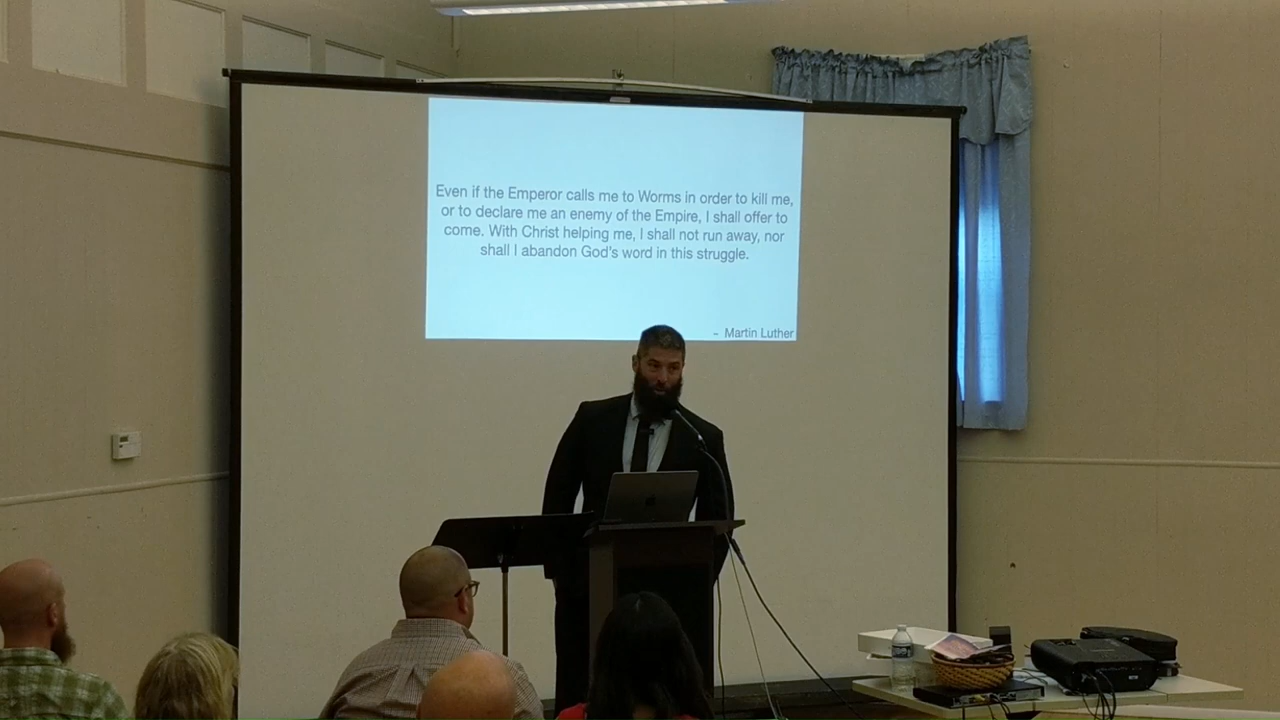 Even if the Emperor calls me to Worms in order to kill me,
or to declare me an enemy of the Empire, I shall offer to
come. With Christ helping me, I shall not run away, nor
shall I abandon God's word in this struggle.
– Martin Luther